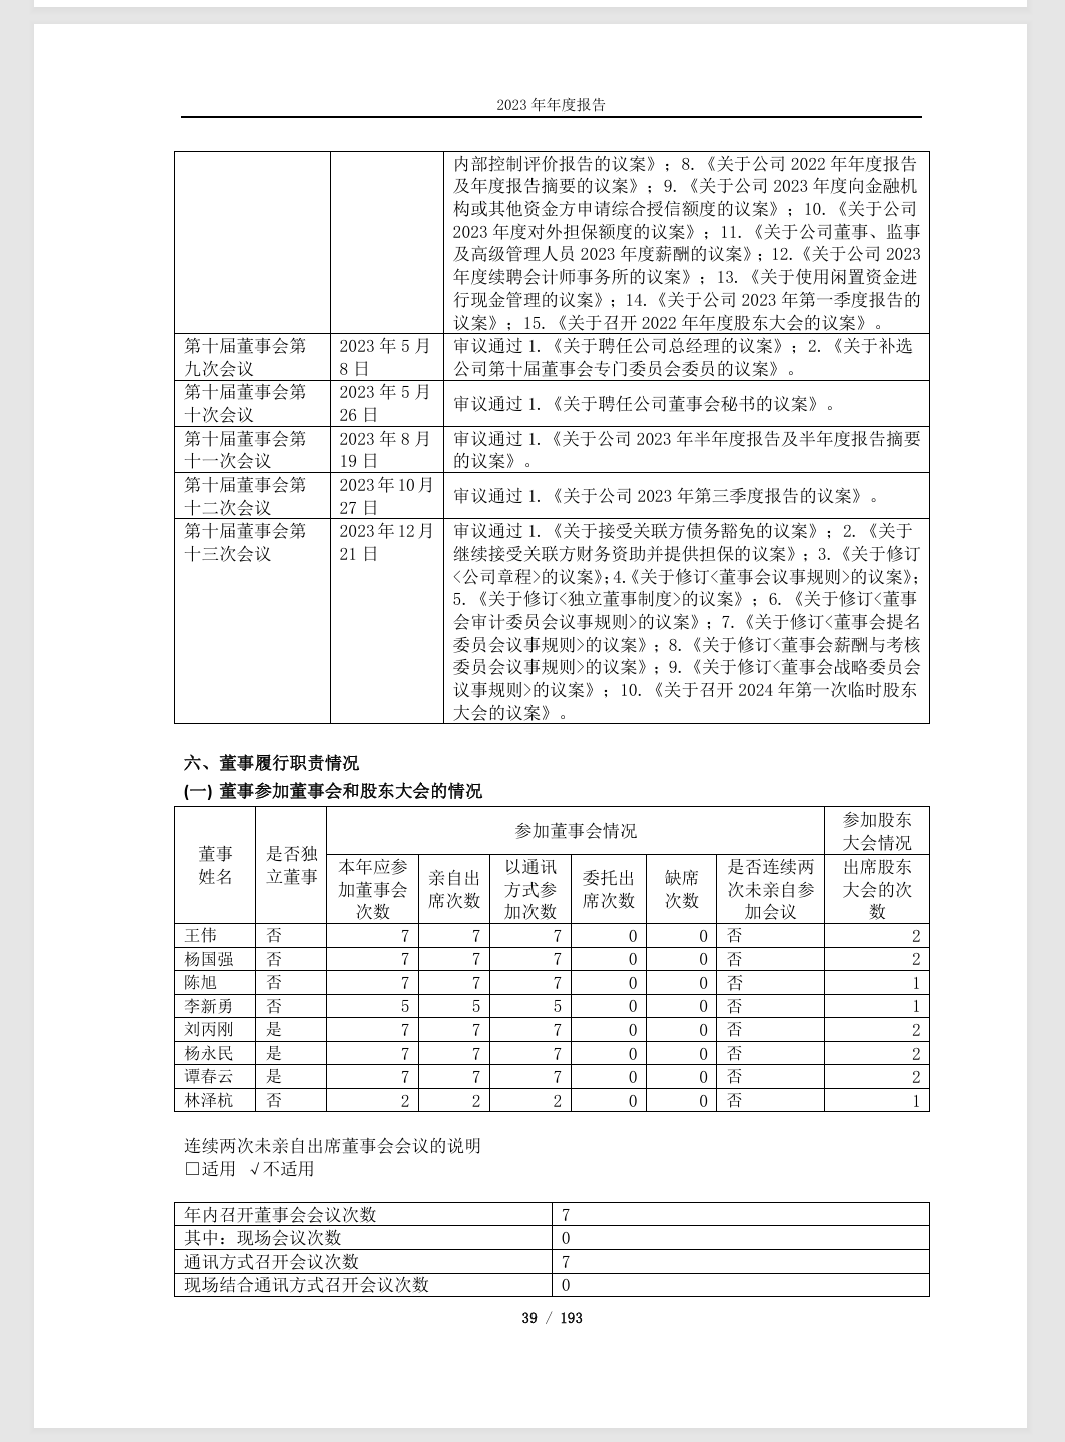 2023 年年度报告
内部控制评价报告的议案》；8.《关于公司 2022 年年度报告
及年度报告摘要的议案》；9.《关于公司 2023 年度向金融机
构或其他资金方申请综合授信额度的议案》；10.《关于公司
2023 年度对外担保额度的议案》；11.《关于公司董事、监事
及高级管理人员 2023 年度薪酬的议案》；12.《关于公司 2023
年度续聘会计师事务所的议案》；13.《关于使用闲置资金进
行现金管理的议案》；14.《关于公司 2023 年第一季度报告的
议案》；15.《关于召开 2022 年年度股东大会的议案》。
第十届董事会第
九次会议
2023 年 5 月
8 日
审议通过 1.《关于聘任公司总经理的议案》；2.《关于补选
公司第十届董事会专门委员会委员的议案》。
第十届董事会第
十次会议
2023 年 5 月
26 日
审议通过 1.《关于聘任公司董事会秘书的议案》。
第十届董事会第
十一次会议
2023 年 8 月
19 日
审议通过 1.《关于公司 2023 年半年度报告及半年度报告摘要
的议案》。
第十届董事会第
十二次会议
2023 年 10 月
27 日
审议通过 1.《关于公司 2023 年第三季度报告的议案》。
第十届董事会第
十三次会议
2023 年 12 月
21 日
审议通过 1.《关于接受关联方债务豁免的议案》；2.《关于
继续接受关联方财务资助并提供担保的议案》；3.《关于修订
<公司章程>的议案》；4.《关于修订<董事会议事规则>的议案》；
5.《关于修订<独立董事制度>的议案》；6.《关于修订<董事
会审计委员会议事规则>的议案》；7.《关于修订<董事会提名
委员会议事规则>的议案》；8.《关于修订<董事会薪酬与考核
委员会议事规则>的议案》；9.《关于修订<董事会战略委员会
议事规则>的议案》；10.《关于召开 2024 年第一次临时股东
大会的议案》。
六、董事履行职责情况
(一) 董事参加董事会和股东大会的情况
董事
姓名
是否独
立董事
参加董事会情况
参加股东
大会情况
本年应参
加董事会
次数
亲自出
席次数
以通讯
方式参
加次数
委托出
席次数
缺席
次数
是否连续两
次未亲自参
加会议
出席股东
大会的次
数
王伟 否 7 7 7 0 0 否 2
杨国强 否 7 7 7 0 0 否 2
陈旭 否 7 7 7 0 0 否 1
李新勇 否 5 5 5 0 0 否 1
刘丙刚 是 7 7 7 0 0 否 2
杨永民 是 7 7 7 0 0 否 2
谭春云 是 7 7 7 0 0 否 2
林泽杭 否 2 2 2 0 0 否 1
连续两次未亲自出席董事会会议的说明
□适用 √不适用
年内召开董事会会议次数 7
其中：现场会议次数 0
通讯方式召开会议次数 7
现场结合通讯方式召开会议次数 0
39 / 193